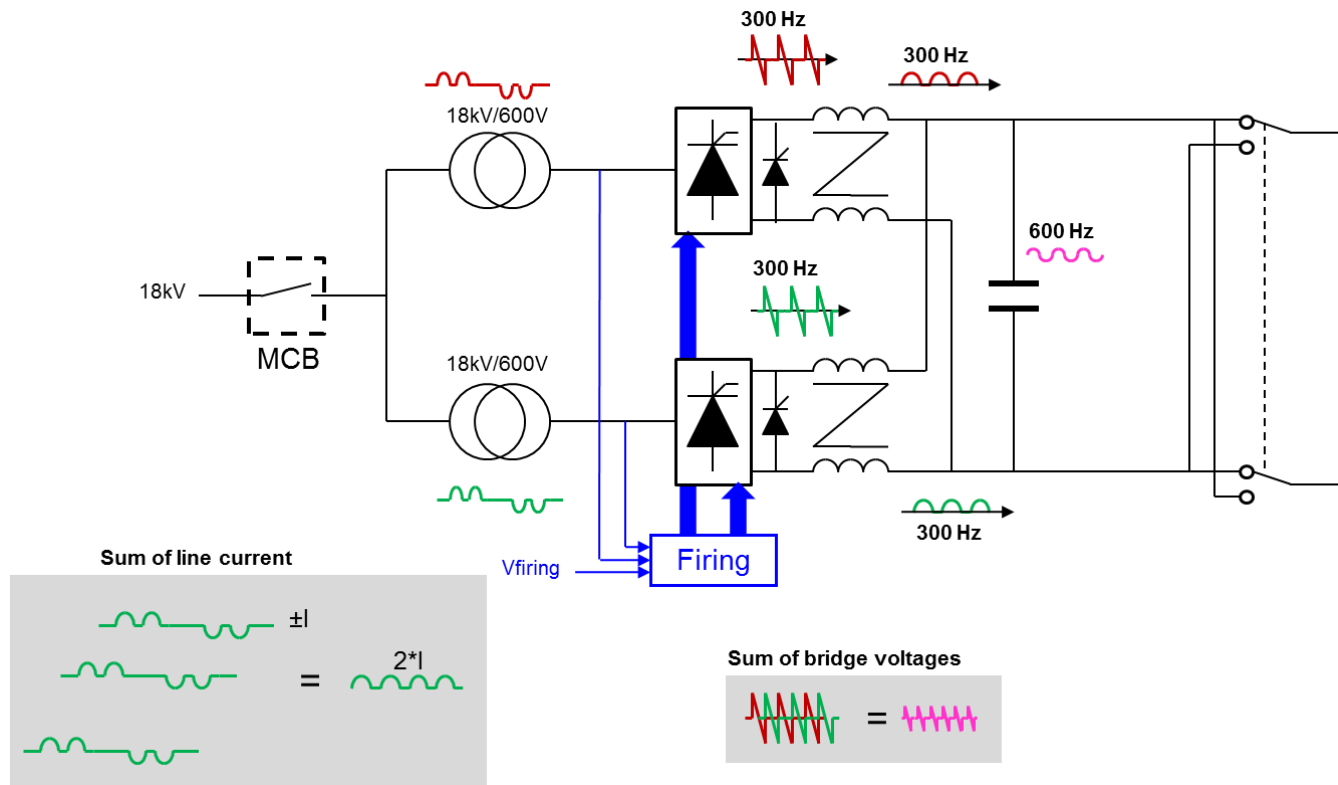 300 Hz
300 Hz
18kV/600V
600 Hz
300 Hz
18kV
MCB
18kV/600V
300 Hz
Sum of line current
Vfiring
Firing
±I
2*I
=
Sum of bridge voltages
=